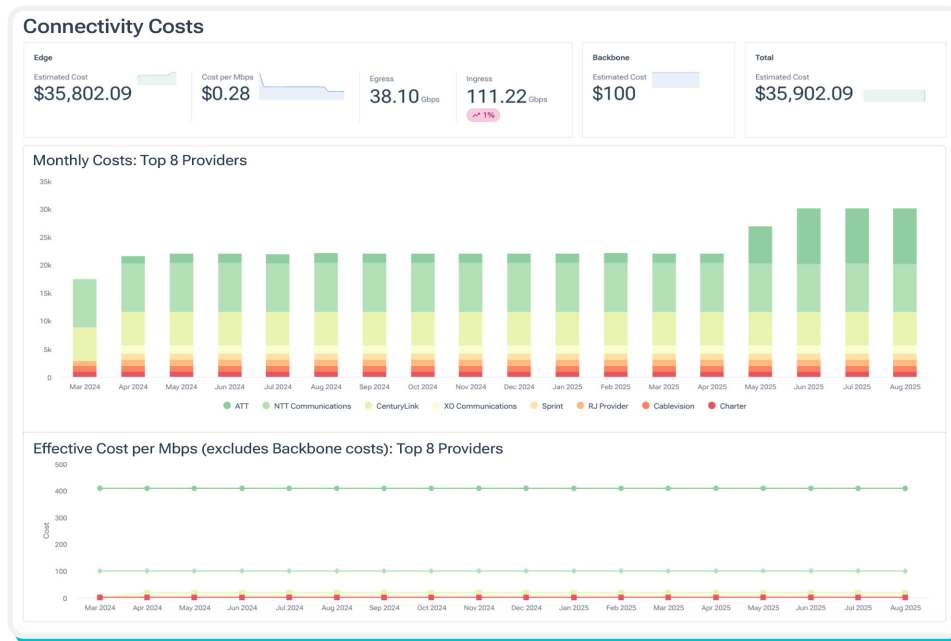 Connectivity Costs
Edge
Estimated Cost
$35,802.09
Cost per Mbps
$0.28
Egress
38.10 Gbps
Ingress
111.22 Gbps
1%
Backbone
Estimated Cost
$100
Total
Estimated Cost
$35,902.09
Monthly Costs: Top 8 Providers
35k
30k
25k
20k
15k
10k
5k
0
Mar 2024 Apr 2024 May 2024 Jun 2024 Jul 2024 Aug 2024 Sep 2024 Oct 2024 Nov 2024 Dec 2024 Jan 2025 Feb 2025 Mar 2025 Apr 2025 May 2025 Jun 2025 Jul 2025 Aug 2025
ATT NTT Communications CenturyLink XO Communications Sprint RJ Provider Cablevision Charter
Effective Cost per Mbps (excludes Backbone costs): Top 8 Providers
500
400
300
200
100
0
Cost
Mar 2024 Apr 2024 May 2024 Jun 2024 Jul 2024 Aug 2024 Sep 2024 Oct 2024 Nov 2024 Dec 2024 Jan 2025 Feb 2025 Mar 2025 Apr 2025 May 2025 Jun 2025 Jul 2025 Aug 2025